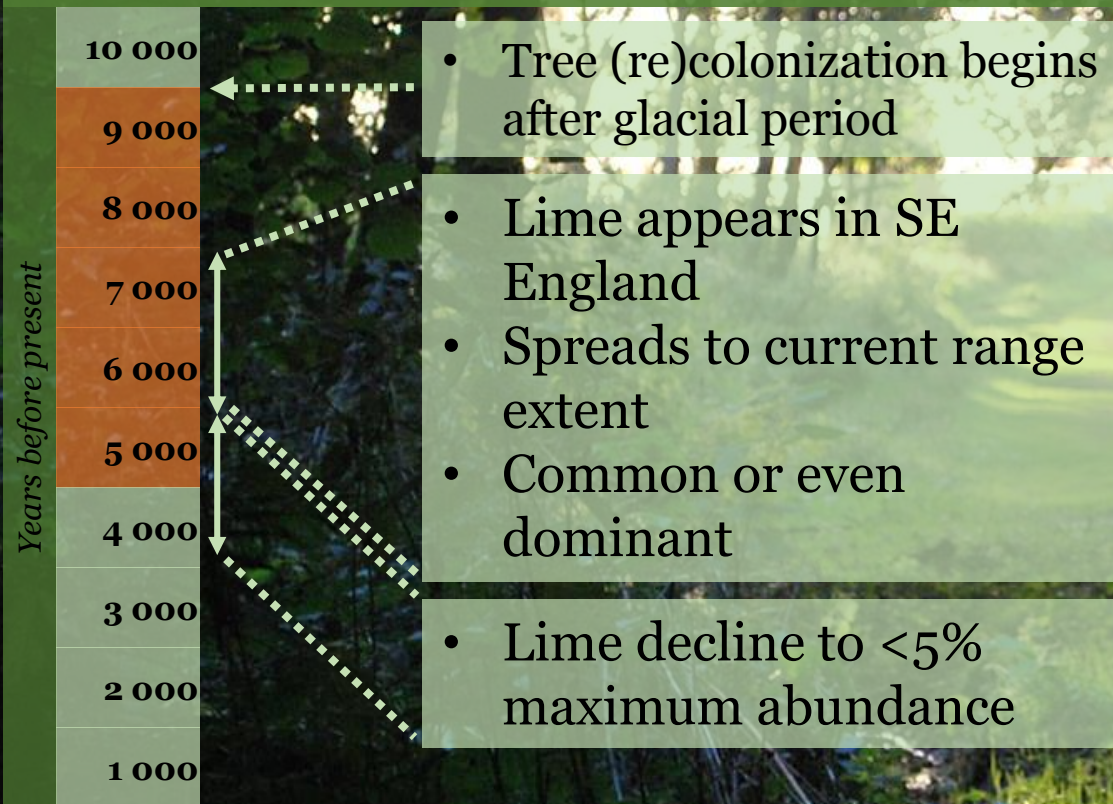 Years before present
10 000
9 000
8 000
7 000
6 000
5 000
4 000
3 000
2 000
1 000
• Tree (re)colonization begins
after glacial period
• Lime appears in SE
England
• Spreads to current range
extent
• Common or even
dominant
• Lime decline to <5%
maximum abundance